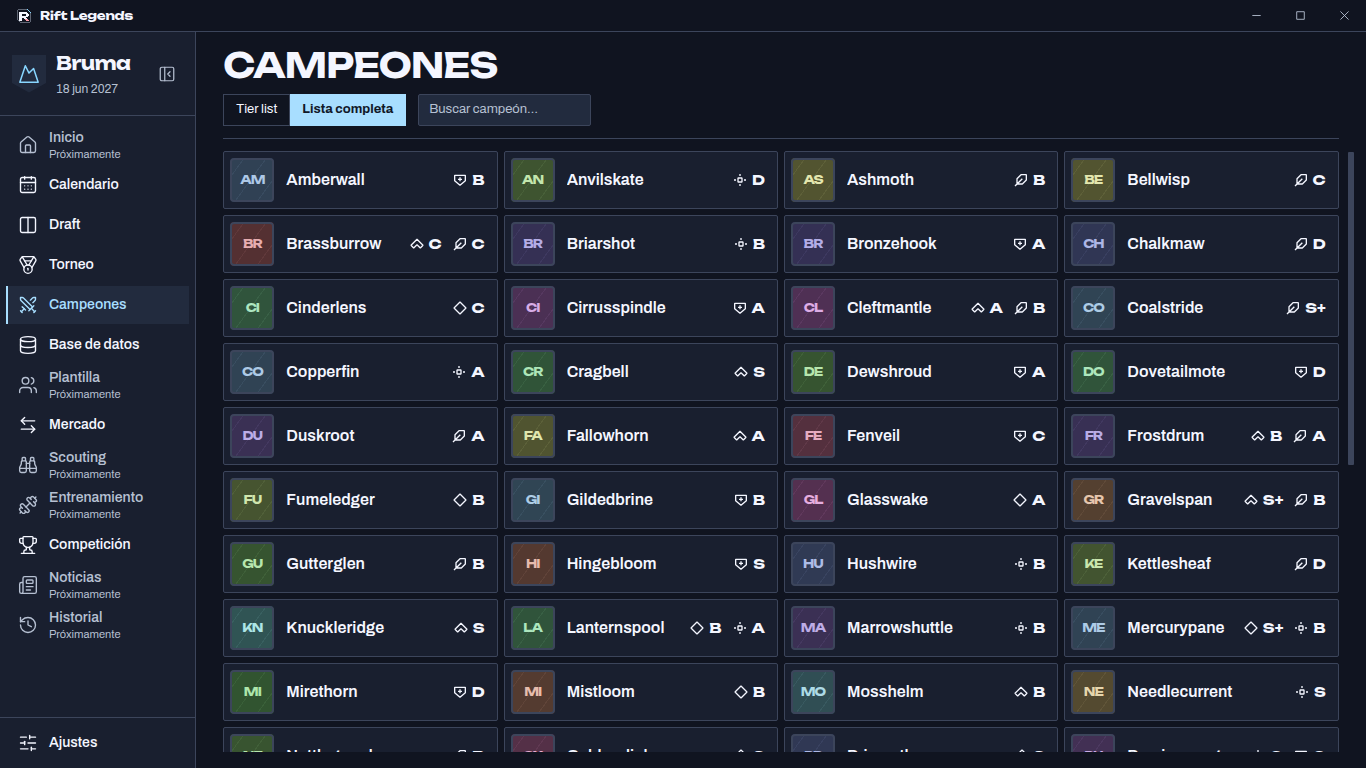 Rift Legends
Bruma
18 jun 2027
Inicio
Próximamente
Calendario
Draft
Torneo
Campeones
Base de datos
Plantilla
Próximamente
Mercado
Scouting
Próximamente
Entrenamiento
Próximamente
Competición
Noticias
Próximamente
Historial
Próximamente
Ajustes
CAMPEONES
Tier list Lista completa Buscar campeón...
AM Amberwall B AN Anvilskate D AS Ashmoth B BE Bellwisp C
BR Brassburrow C C BR Briarshot B BR Bronzehook A CH Chalkmaw D
CI Cinderlens C CI Cirrusspindle A CL Cleftmantle A B CO Coalstride S+
CO Copperfin A CR Cragbell S DE Dewshroud A DO Dovetailmote D
DU Duskroot A FA Fallowhorn A FE Fenveil C FR Frostdrum B A
FU Fumeledger B GI Gildedbrine B GL Glasswake A GR Gravelspan S+ B
GU Gutterglen B HI Hingebloom S HU Hushwire B KE Kettlesheaf D
KN Knuckleridge S LA Lanternspool B A MA Marrowshuttle B ME Mercurypane S+ B
MI Mirethorn D MI Mistloom B MO Mosshelm B NE Needlecurrent S